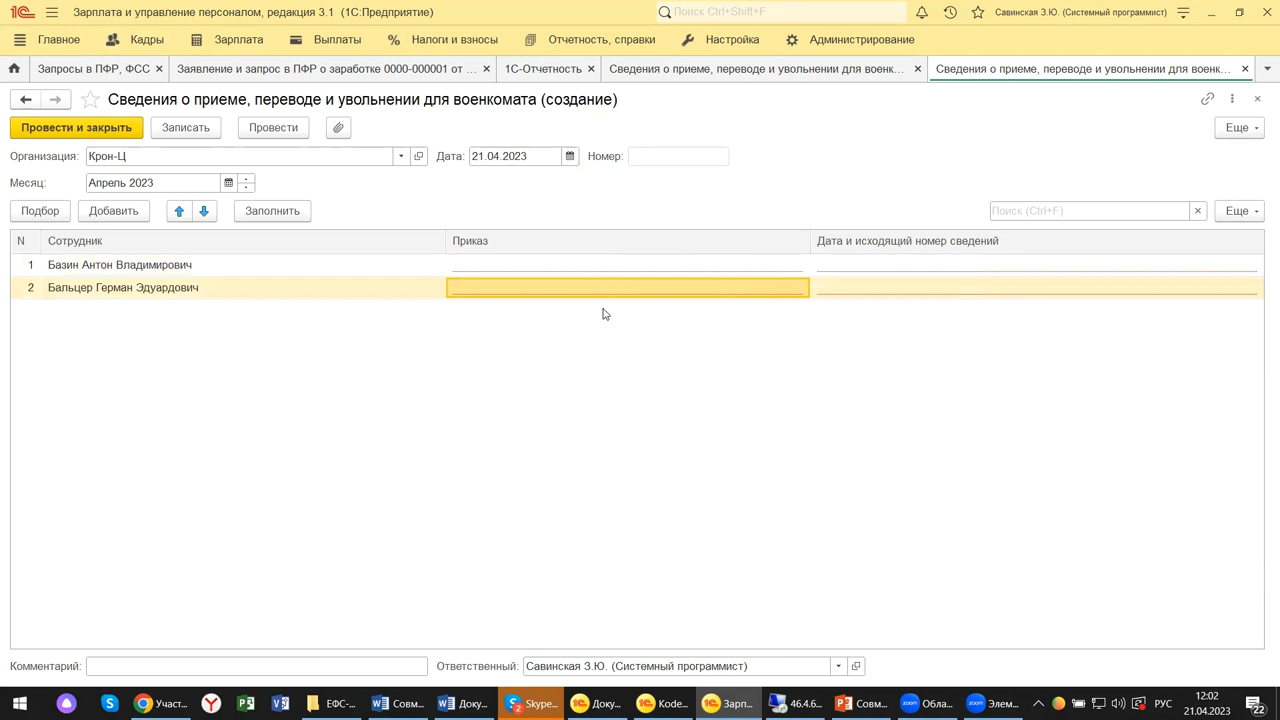 Зарплата и управление персоналом, редакция 3.1 (1С:Предприятие)
Поиск Ctrl+Shift+F
Савинская З.Ю. (Системный программист)
Главное Кадры Зарплата Выплаты Налоги и взносы Отчетность, справки Настройка Администрирование
Запросы в ПФР, ФСС Заявление и запрос в ПФР о заработке 0000-000001 от ... 1С-Отчетность Сведения о приеме, переводе и увольнении для военк... Сведения о приеме, переводе и увольнении для военк...
Сведения о приеме, переводе и увольнении для военкомата (создание)
Провести и закрыть Записать Провести Еще
Организация: Крон-Ц Дата: 21.04.2023 Номер:
Месяц: Апрель 2023
Подбор Добавить Заполнить Поиск (Ctrl+F) Еще
N Сотрудник Приказ Дата и исходящий номер сведений
1 Базин Антон Владимирович
2 Бальцер Герман Эдуардович
Комментарий: Ответственный: Савинская З.Ю. (Системный программист)
Участ... ЕФС-... Совм... Доку... Skype... Доку... Kode... Зарп... 46.4.6... Совм... Обла... Элем... РУС 12:02
21.04.2023 22